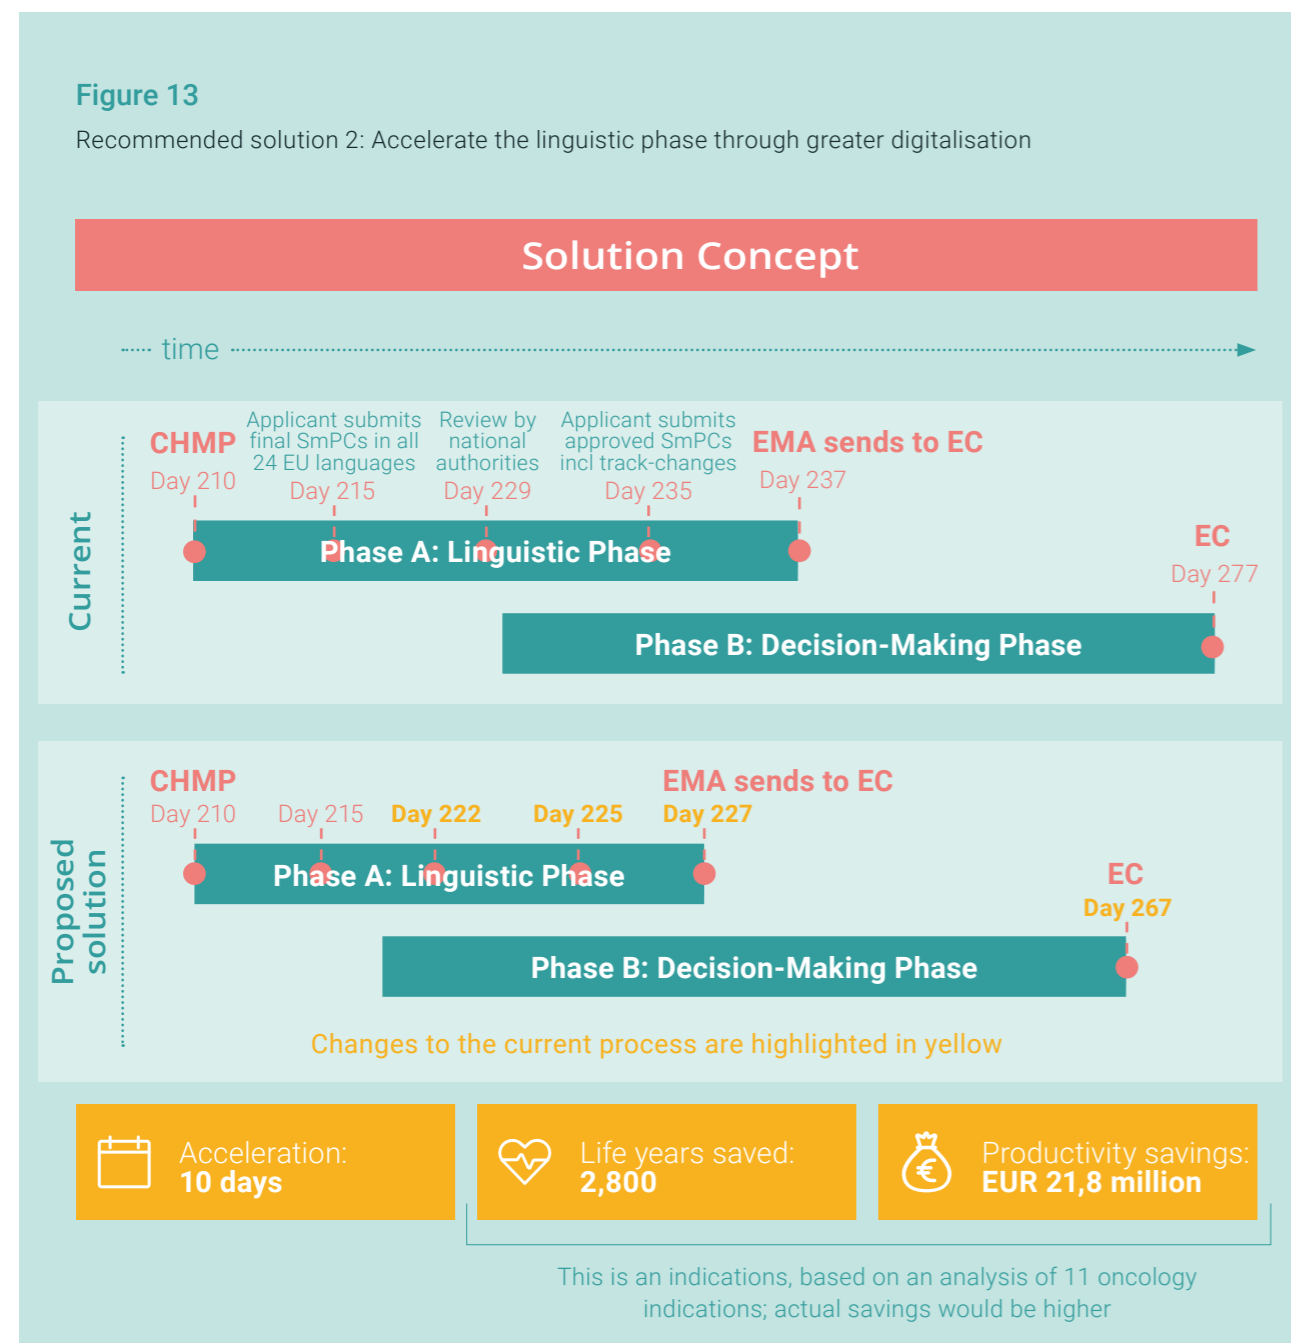 Figure 13
Recommended solution 2: Accelerate the linguistic phase through greater digitalisation
Solution Concept
time
Current
CHMP
Day 210
Applicant submits
final SmPCs in all
24 EU languages
Day 215
Review by
national
authorities
Day 229
Applicant submits
approved SmPCs
incl track-changes
Day 235
EMA sends to EC
Day 237
Phase A: Linguistic Phase
EC
Day 277
Phase B: Decision-Making Phase
Proposed
solution
CHMP
Day 210
Day 215
Day 222
Day 225
EMA sends to EC
Day 227
Phase A: Linguistic Phase
EC
Day 267
Phase B: Decision-Making Phase
Changes to the current process are highlighted in yellow
Acceleration:
10 days
Life years saved:
2,800
€
Productivity savings:
EUR 21,8 million
This is an indications, based on an analysis of 11 oncology
indications; actual savings would be higher